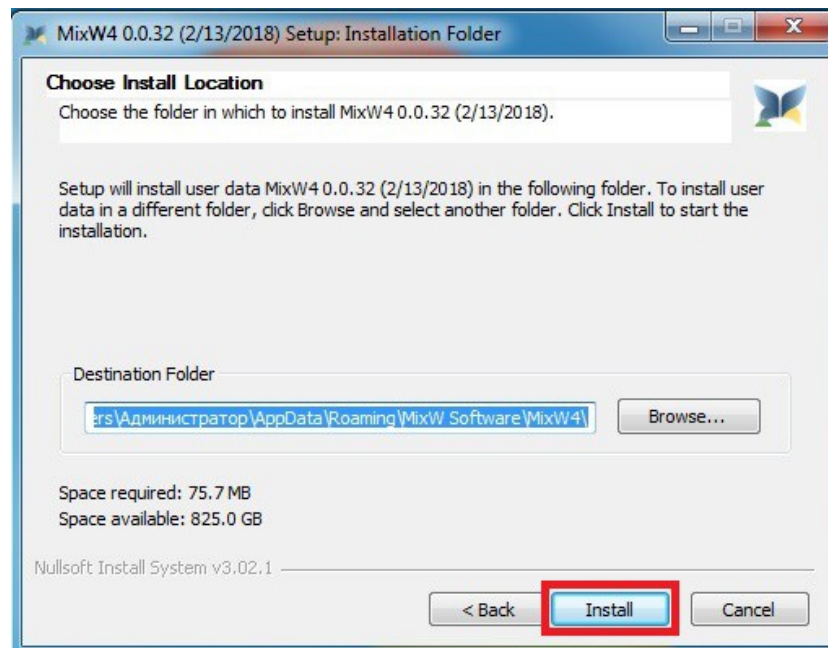 MixW4 0.0.32 (2/13/2018) Setup: Installation Folder
Choose Install Location
Choose the folder in which to install MixW4 0.0.32 (2/13/2018).
Setup will install user data MixW4 0.0.32 (2/13/2018) in the following folder. To install user
data in a different folder, click Browse and select another folder. Click Install to start the
installation.
Destination Folder
ers\Администратор\AppData\Roaming\MixW Software\MixW4\
Browse...
Space required: 75.7 MB
Space available: 825.0 GB
Nullsoft Install System v3.02.1
< Back
Install
Cancel